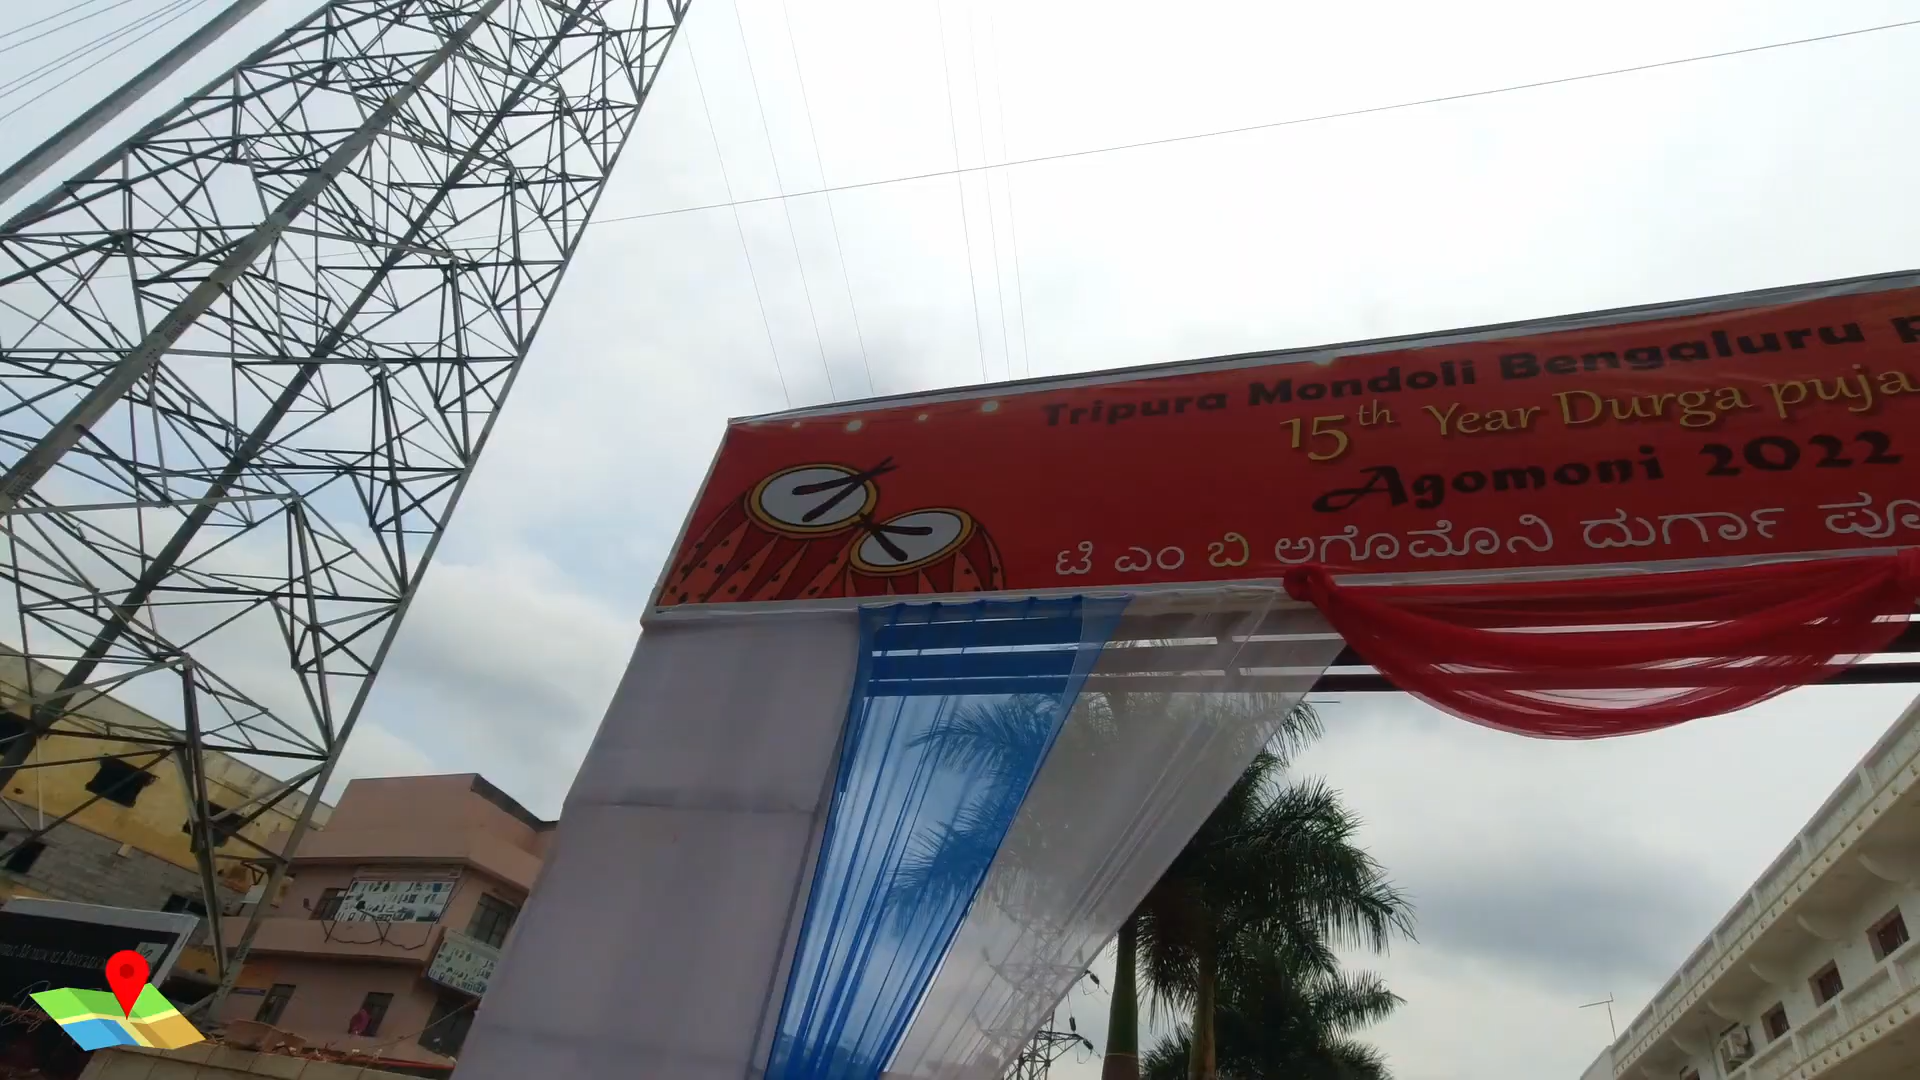 Tripura Mondoli Bengaluru
15th Year Durga puja
Agomoni 2022
ಟಿ ಎಂ ಬಿ ಅಗೊಮೊನಿ ದುರ್ಗಾ